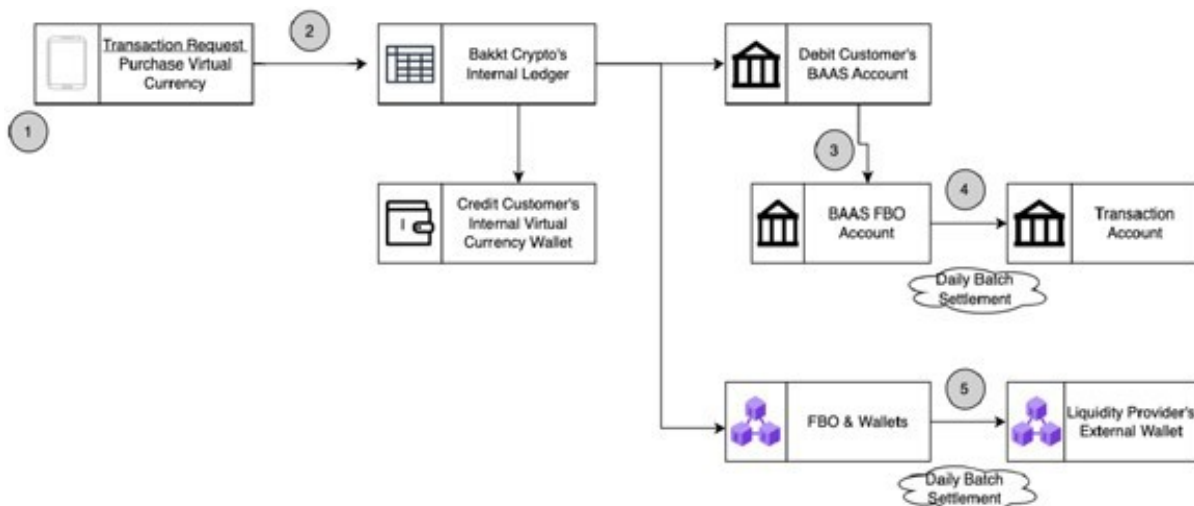 Transaction Request
Purchase Virtual
Currency
2
Bakkt Crypto's
Internal Ledger
Debit Customer's
BAAS Account
1
3
Credit Customer's
Internal Virtual
Currency Wallet
BAAS FBO
Account
4
Transaction
Account
Daily Batch
Settlement
FBO & Wallets
5
Liquidity Provider's
External Wallet
Daily Batch
Settlement